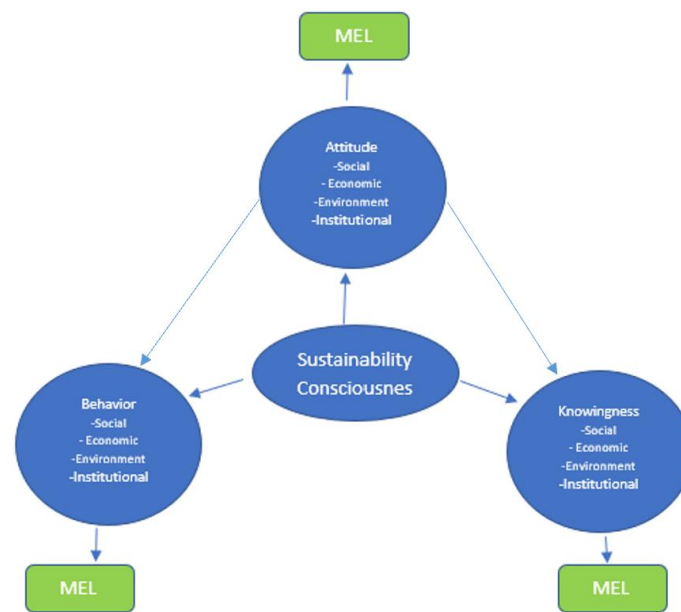 MEL
Attitude
-Social
- Economic
-Environment
-Institutional
Sustainability
Consciousnes
Behavior
-Social
- Economic
-Environment
-Institutional
Knowingness
-Social
- Economic
-Environment
-Institutional
MEL
MEL